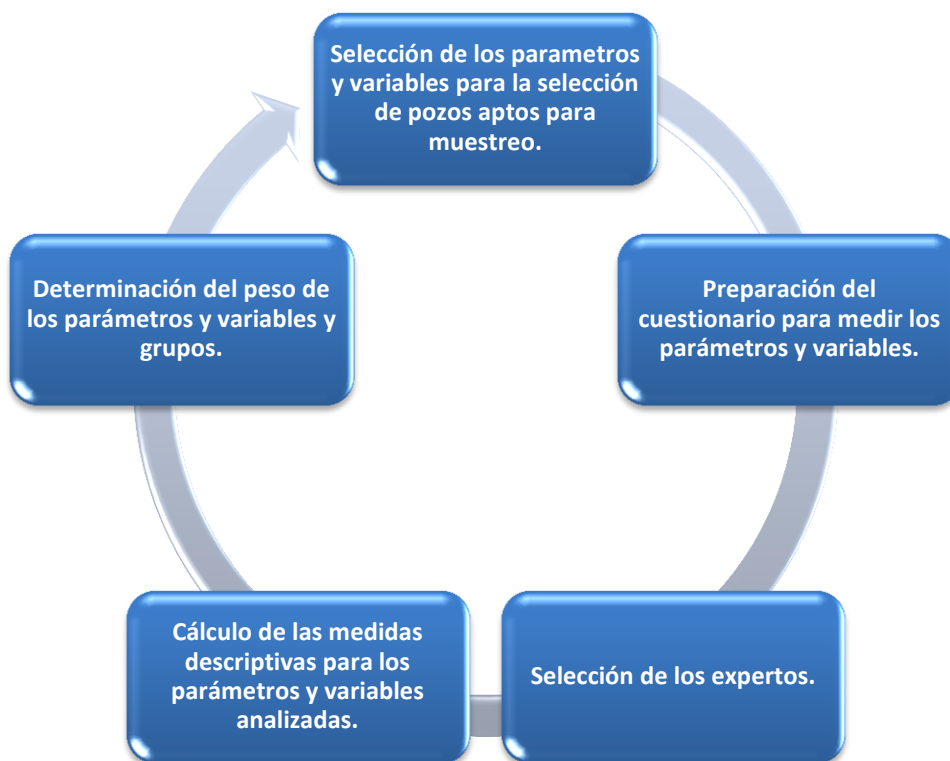 Selección de los parametros
y variables para la selección
de pozos aptos para
muestreo.
Preparación del
cuestionario para medir los
parámetros y variables.
Selección de los expertos.
Cálculo de las medidas
descriptivas para los
parámetros y variables
analizadas.
Determinación del peso de
los parámetros y variables y
grupos.